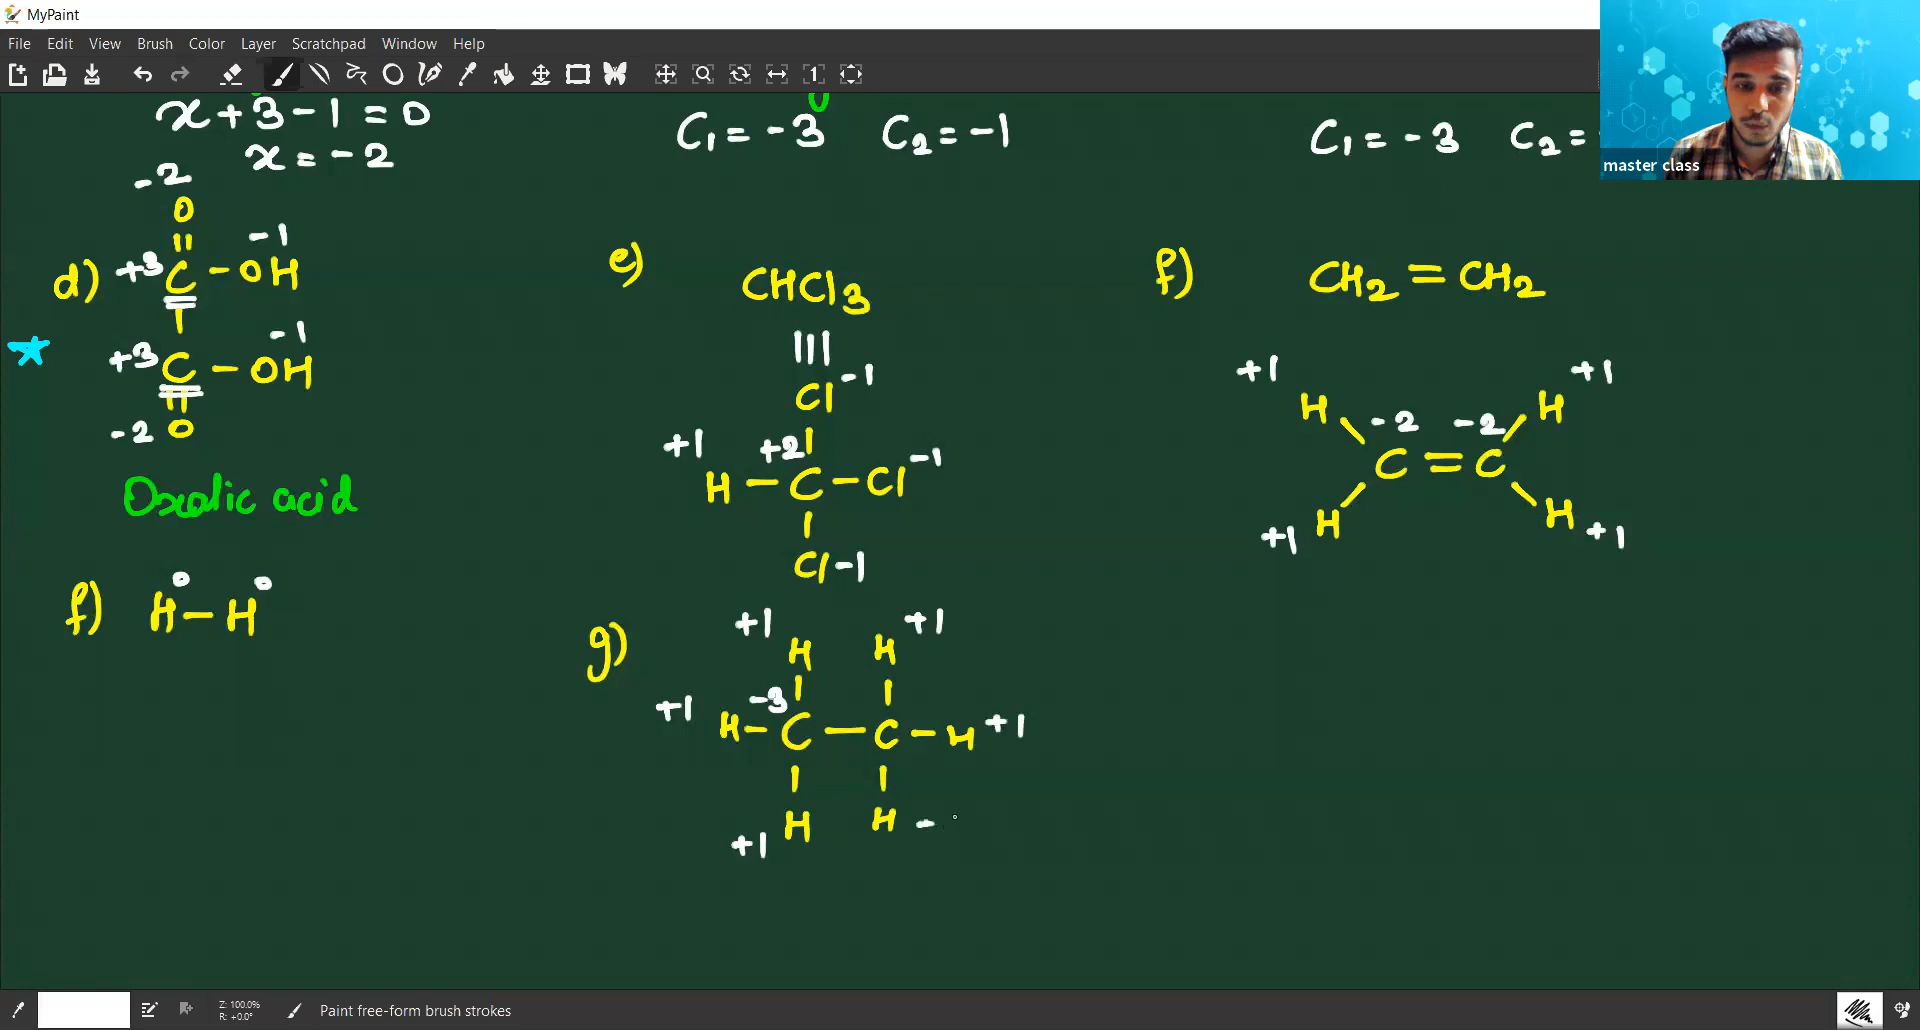 MyPaint
File Edit View Brush Color Layer Scratchpad Window Help
x + 3 - 1 = 0
x = - 2
C₁ = - 3 C₂ = - 1
C₁ = - 3 C₂ =
master class
- 2
O
||
d) +3 C - OH - 1
|
+3 C - OH - 1
||
- 2 O
Oxalic acid
f) H⁰ - H⁰
e) CHCl₃
|||
Cl - 1
|
+1 H - C +2 - Cl - 1
|
Cl - 1
f) CH₂ = CH₂
+1 H H +1
- 2 - 2
C = C
+1 H H +1
g) +1 H H +1
| |
+1 H - C - 3 — C - H +1
| |
+1 H H -
Z: 100.0%
R: +0.0°
Paint free-form brush strokes